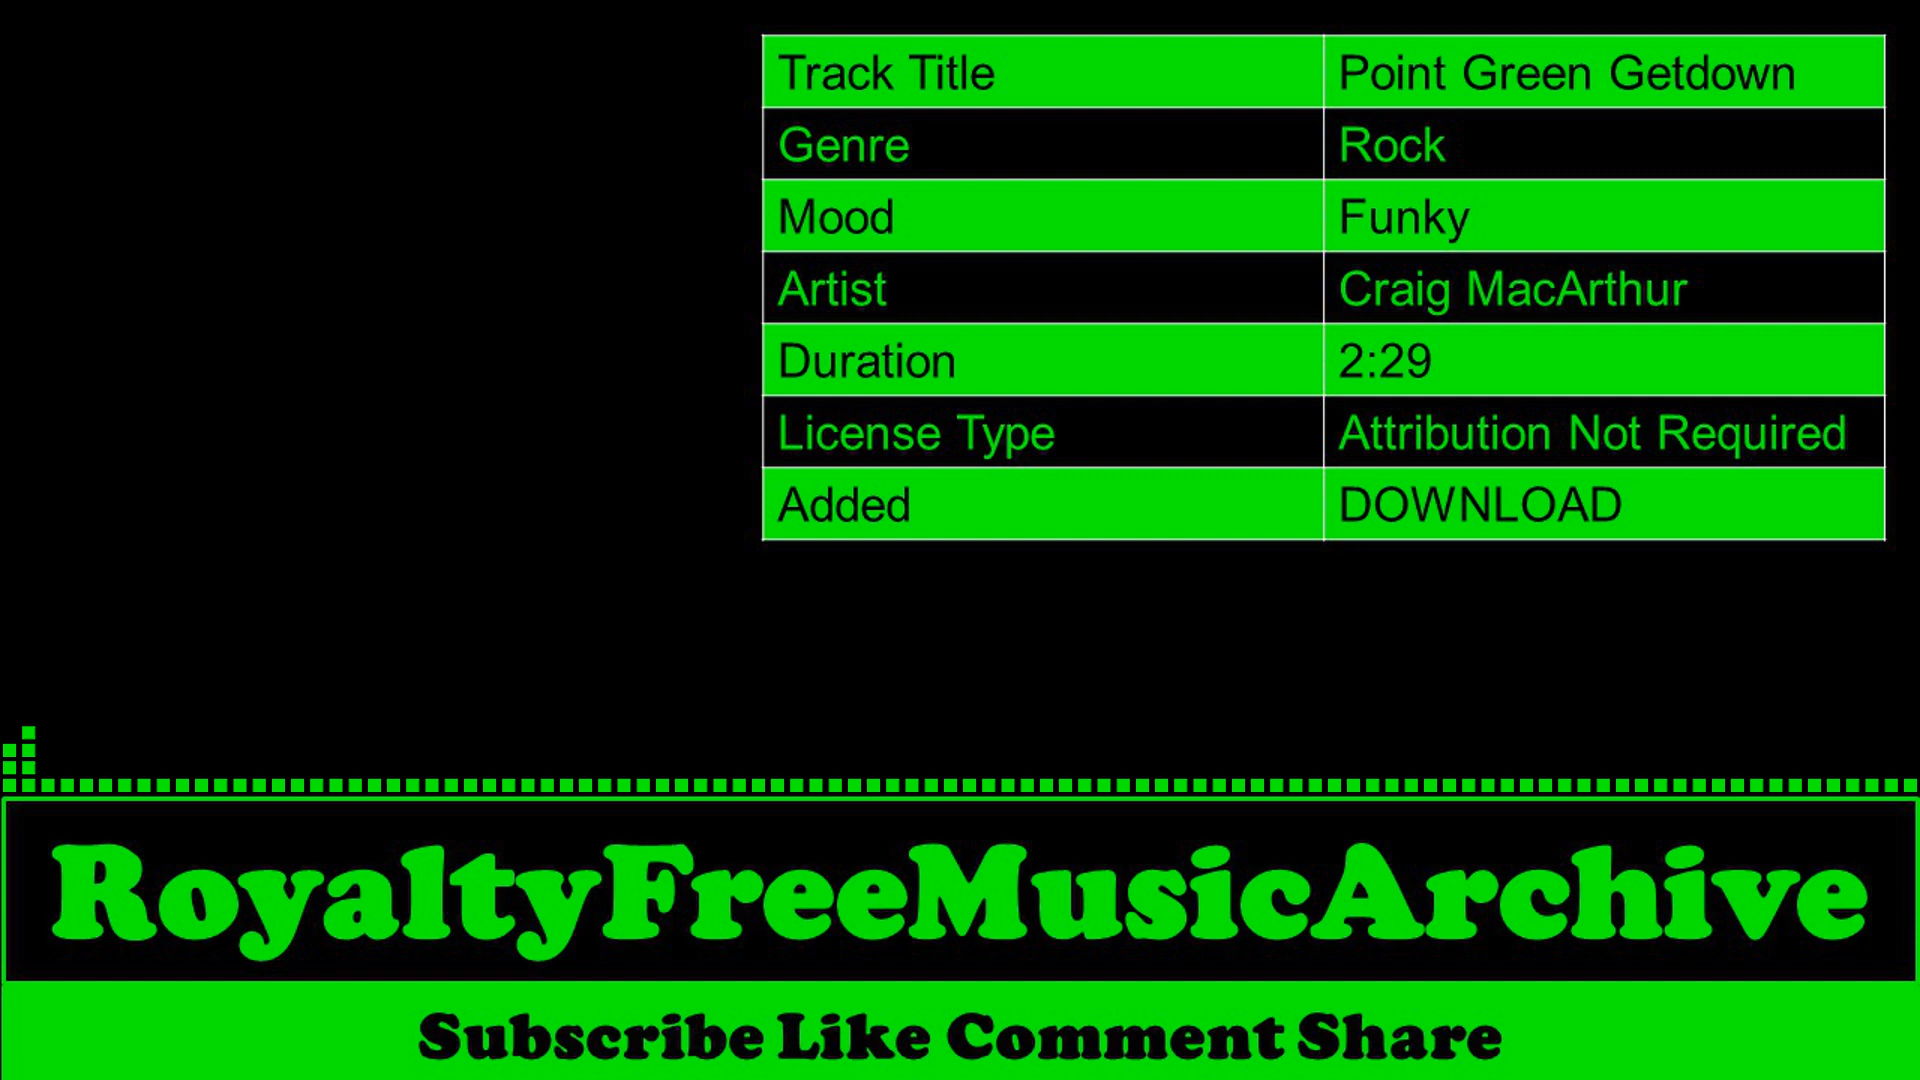 Track Title Point Green Getdown
Genre Rock
Mood Funky
Artist Craig MacArthur
Duration 2:29
License Type Attribution Not Required
Added DOWNLOAD
RoyaltyFreeMusicArchive
Subscribe Like Comment Share